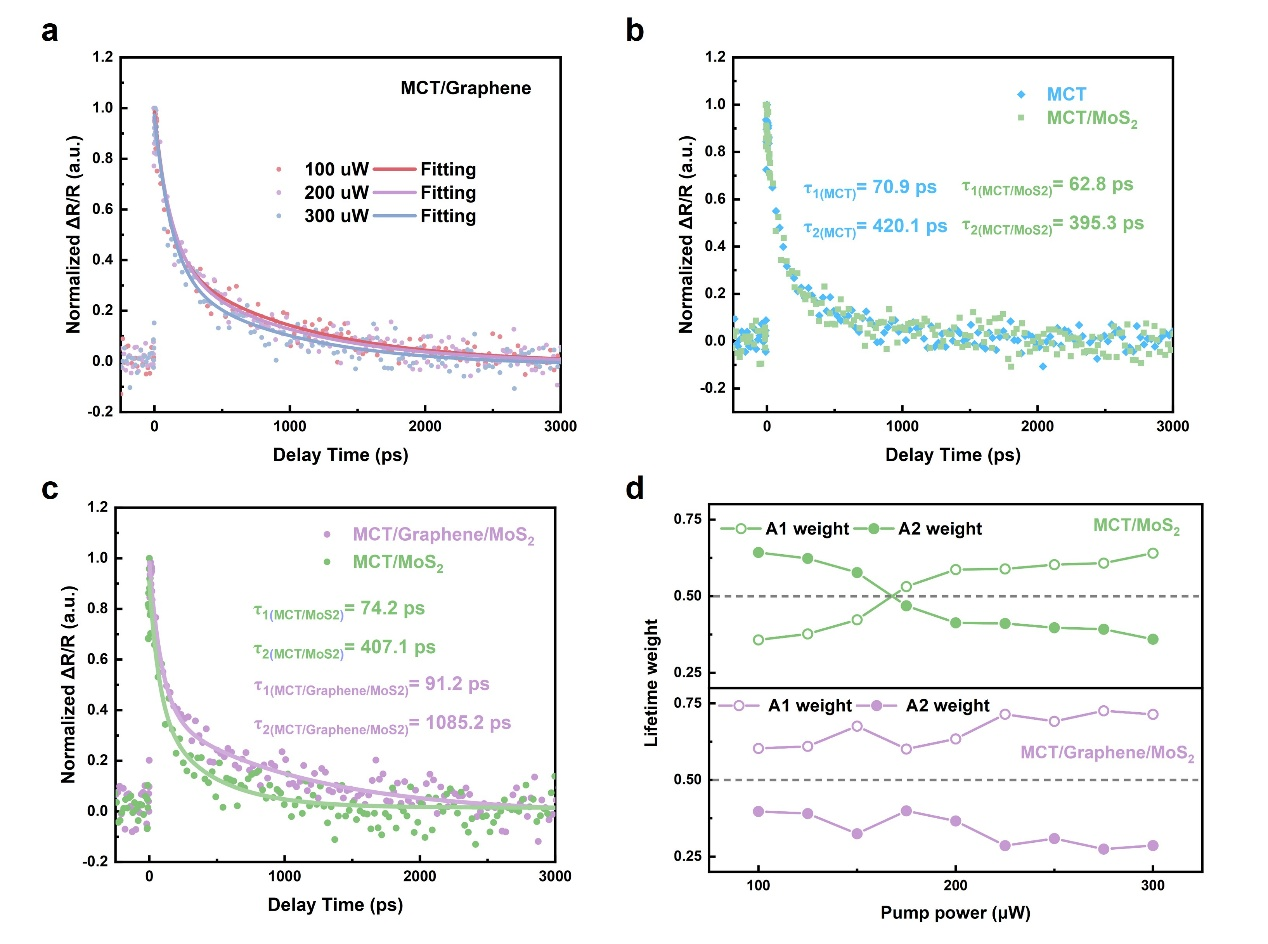 a
MCT/Graphene
100 uW Fitting
200 uW Fitting
300 uW Fitting
1.2
1.0
0.8
0.6
0.4
0.2
0.0
-0.2
0 1000 2000 3000
Normalized ΔR/R (a.u.)
Delay Time (ps)
b
MCT
MCT/MoS2
τ1(MCT)= 70.9 ps τ1(MCT/MoS2)= 62.8 ps
τ2(MCT)= 420.1 ps τ2(MCT/MoS2)= 395.3 ps
1.2
1.0
0.8
0.6
0.4
0.2
0.0
-0.2
0 1000 2000 3000
Normalized ΔR/R (a.u.)
Delay Time (ps)
c
MCT/Graphene/MoS2
MCT/MoS2
τ1(MCT/MoS2)= 74.2 ps
τ2(MCT/MoS2)= 407.1 ps
τ1(MCT/Graphene/MoS2)= 91.2 ps
τ2(MCT/Graphene/MoS2)= 1085.2 ps
1.2
1.0
0.8
0.6
0.4
0.2
0.0
-0.2
0 1000 2000 3000
Normalized ΔR/R (a.u.)
Delay Time (ps)
d
A1 weight A2 weight MCT/MoS2
0.75
0.50
0.25
A1 weight A2 weight
MCT/Graphene/MoS2
0.75
0.50
0.25
100 200 300
Lifetime weight
Pump power (μW)